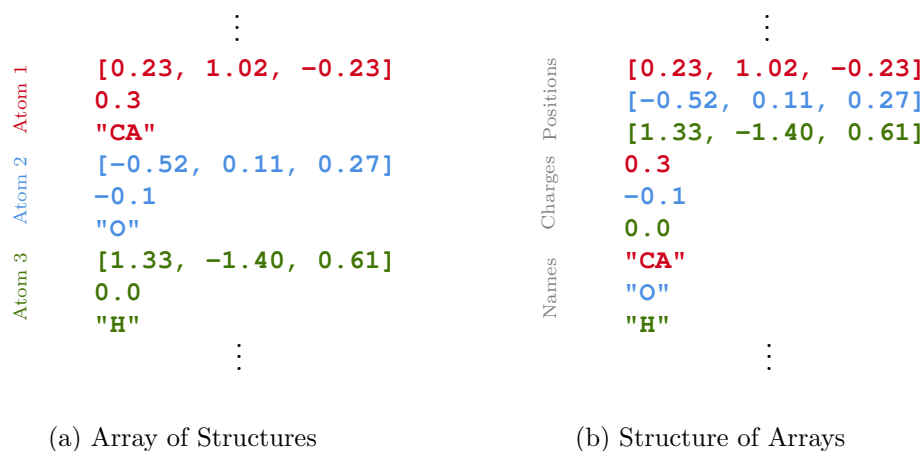 ⋮
Atom 1
[0.23, 1.02, −0.23]
0.3
"CA"
Atom 2
[−0.52, 0.11, 0.27]
−0.1
"O"
Atom 3
[1.33, −1.40, 0.61]
0.0
"H"
⋮
(a) Array of Structures
⋮
Positions
[0.23, 1.02, −0.23]
[−0.52, 0.11, 0.27]
[1.33, −1.40, 0.61]
Charges
0.3
−0.1
0.0
Names
"CA"
"O"
"H"
⋮
(b) Structure of Arrays